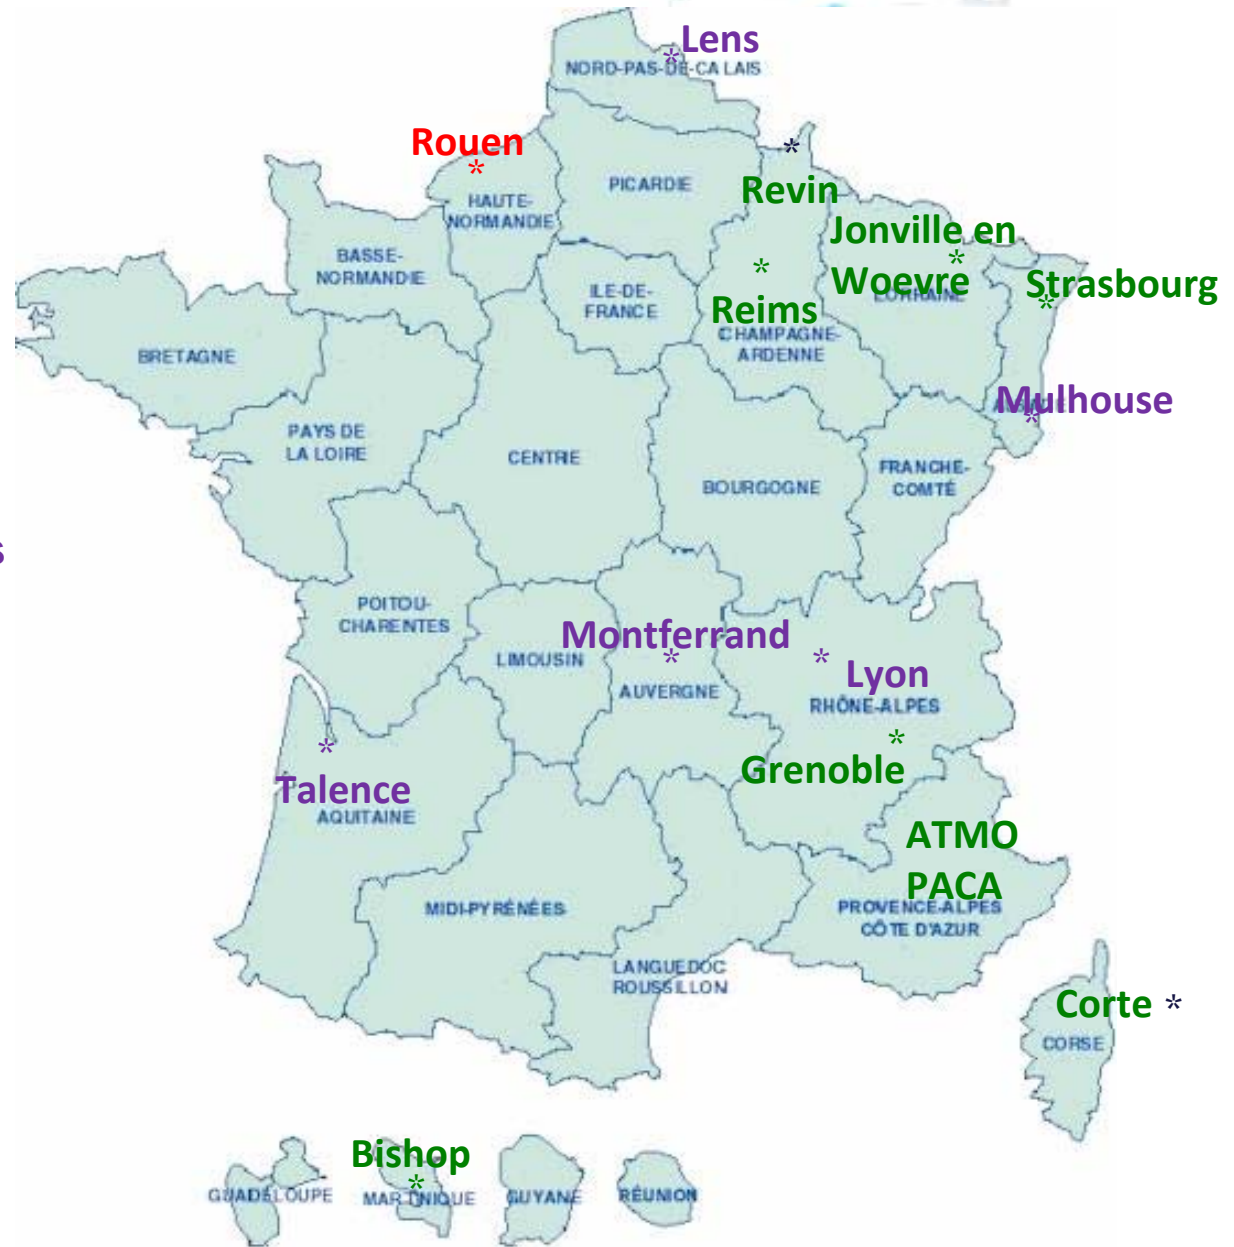 Lens
NORD-PAS-DE-CALAIS
Rouen
*
HAUTE-
NORMANDIE
PICARDIE
*
Revin
Jonville en
Woevre
*
LORRAINE
Strasbourg
*
BASSE-
NORMANDIE
ILE-DE-
FRANCE
*
Reims
CHAMPAGNE-
ARDENNE
BRETAGNE
Mulhouse
*
PAYS DE
LA LOIRE
CENTRE
BOURGOGNE
FRANCHE-
COMTÉ
s
POITOU-
CHARENTES
LIMOUSIN
Montferrand
*
AUVERGNE
*
Lyon
RHÔNE-ALPES
*
Grenoble
*
Talence
AQUITAINE
ATMO
PACA
PROVENCE-ALPES
CÔTE D'AZUR
MIDI-PYRÉNÉES
LANGUEDOC
ROUSSILLON
Corte *
CORSE
Bishop
*
GUADELOUPE
MARTINIQUE
GUYANE
RÉUNION